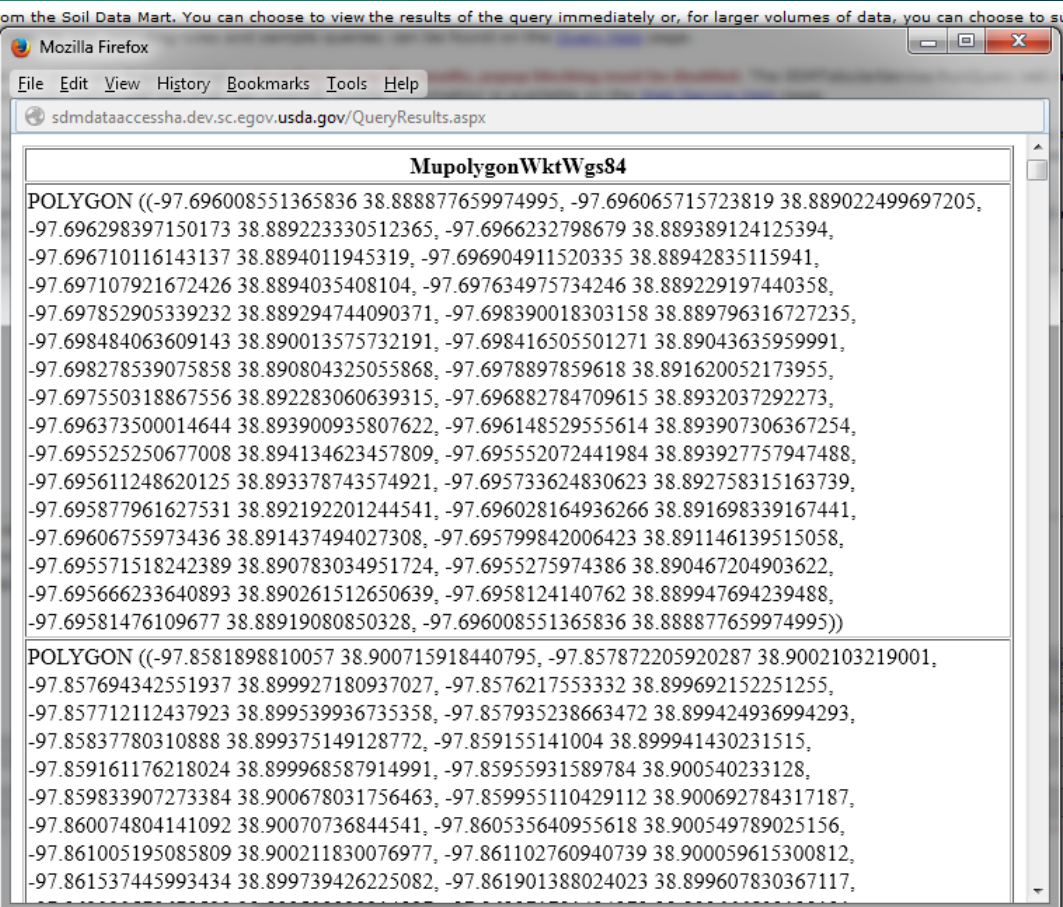 om the Soil Data Mart. You can choose to view the results of the query immediately or, for larger volumes of data, you can choose to su
Mozilla Firefox
File Edit View History Bookmarks Tools Help
sdmdataaccessha.dev.sc.egov.usda.gov/QueryResults.aspx
MupolygonWktWgs84
POLYGON ((-97.696008551365836 38.888877659974995, -97.696065715723819 38.889022499697205,
-97.696298397150173 38.889223330512365, -97.6966232798679 38.889389124125394,
-97.696710116143137 38.8894011945319, -97.696904911520335 38.88942835115941,
-97.697107921672426 38.8894035408104, -97.697634975734246 38.889229197440358,
-97.697852905339232 38.889294744090371, -97.698390018303158 38.889796316727235,
-97.698484063609143 38.890013575732191, -97.698416505501271 38.89043635959991,
-97.698278539075858 38.890804325055868, -97.6978897859618 38.891620052173955,
-97.697550318867556 38.892283060639315, -97.696882784709615 38.8932037292273,
-97.696373500014644 38.893900935807622, -97.696148529555614 38.893907306367254,
-97.695525250677008 38.894134623457809, -97.695552072441984 38.893927757947488,
-97.695611248620125 38.893378743574921, -97.695733624830623 38.892758315163739,
-97.695877961627531 38.892192201244541, -97.696028164936266 38.891698339167441,
-97.69606755973436 38.891437494027308, -97.695799842006423 38.891146139515058,
-97.695571518242389 38.890783034951724, -97.6955275974386 38.890467204903622,
-97.695666233640893 38.890261512650639, -97.6958124140762 38.889947694239488,
-97.69581476109677 38.88919080850328, -97.696008551365836 38.888877659974995))
POLYGON ((-97.8581898810057 38.900715918440795, -97.857872205920287 38.9002103219001,
-97.857694342551937 38.899927180937027, -97.8576217553332 38.899692152251255,
-97.857712112437923 38.899539936735358, -97.857935238663472 38.899424936994293,
-97.85837780310888 38.899375149128772, -97.859155141004 38.899941430231515,
-97.859161176218024 38.899968587914991, -97.85955931589784 38.900540233128,
-97.859833907273384 38.900678031756463, -97.859955110429112 38.900692784317187,
-97.860074804141092 38.90070736844541, -97.860535640955618 38.900549789025156,
-97.861005195085809 38.900211830076977, -97.861102760940739 38.900059615300812,
-97.861537445993434 38.899739426225082, -97.861901388024023 38.899607830367117,